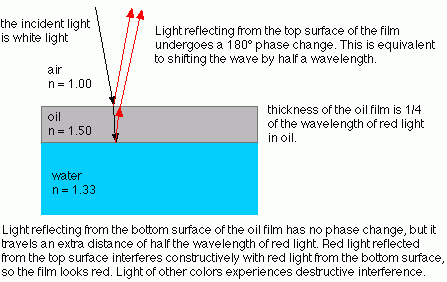 the incident light
is white light
Light reflecting from the top surface of the film
undergoes a 180° phase change. This is equivalent
to shifting the wave by half a wavelength.
air
n = 1.00
oil
n = 1.50
thickness of the oil film is 1/4
of the wavelength of red light
in oil.
water
n = 1.33
Light reflecting from the bottom surface of the oil film has no phase change, but it
travels an extra distance of half the wavelength of red light. Red light reflected
from the top surface interferes constructively with red light from the bottom surface,
so the film looks red. Light of other colors experiences destructive interference.